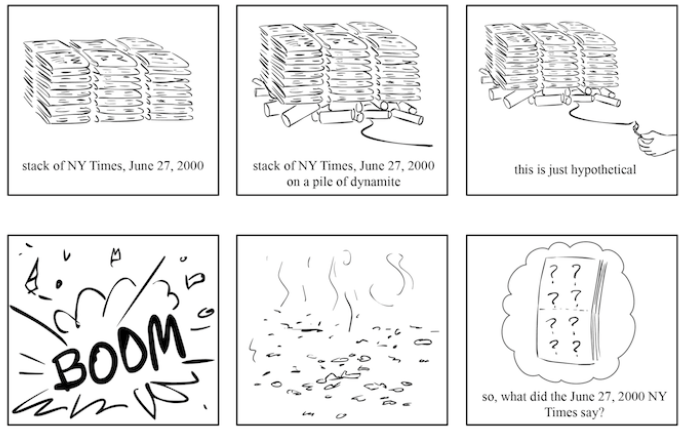 stack of NY Times, June 27, 2000
stack of NY Times, June 27, 2000
on a pile of dynamite
this is just hypothetical
BOOM
? ?
? ?
? ?
? ?
so, what did the June 27, 2000 NY
Times say?